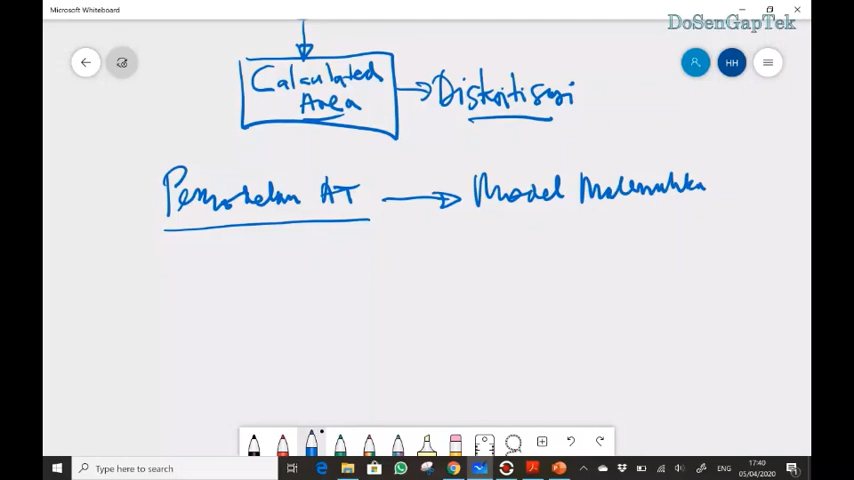 Microsoft Whiteboard
DoSenGapTek
HH
Calculated
Area
Diskritisasi
Pemodelan AT
Model Matematika
Type here to search
ENG
17:40
05/04/2020